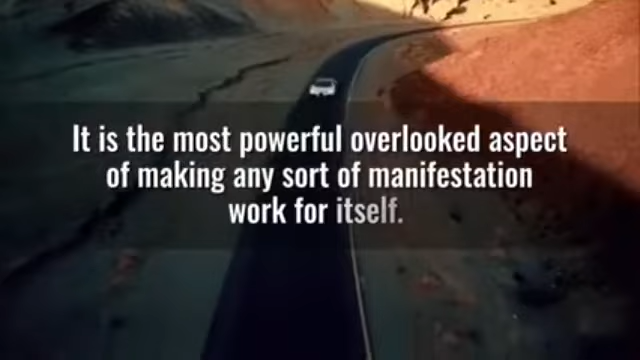 It is the most powerful overlooked aspect
of making any sort of manifestation
work for itself.